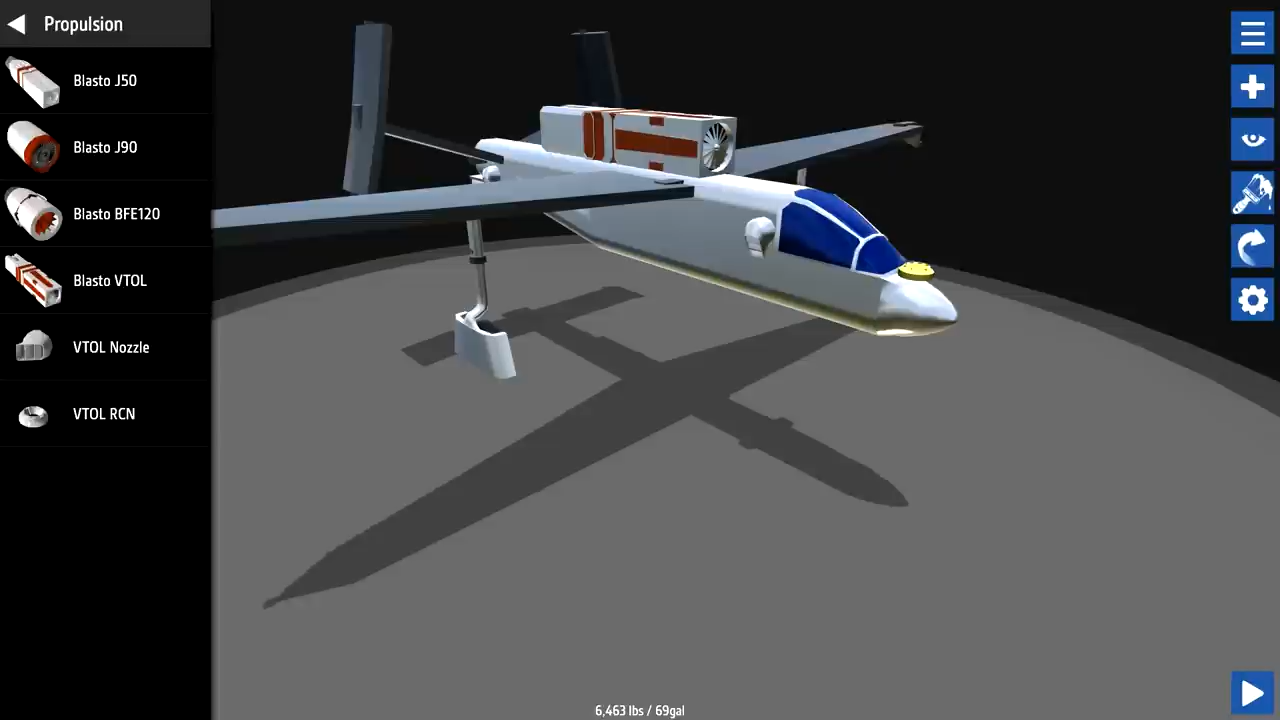 Propulsion
Blasto J50
Blasto J90
Blasto BFE120
Blasto VTOL
VTOL Nozzle
VTOL RCN
6,463 lbs / 69gal